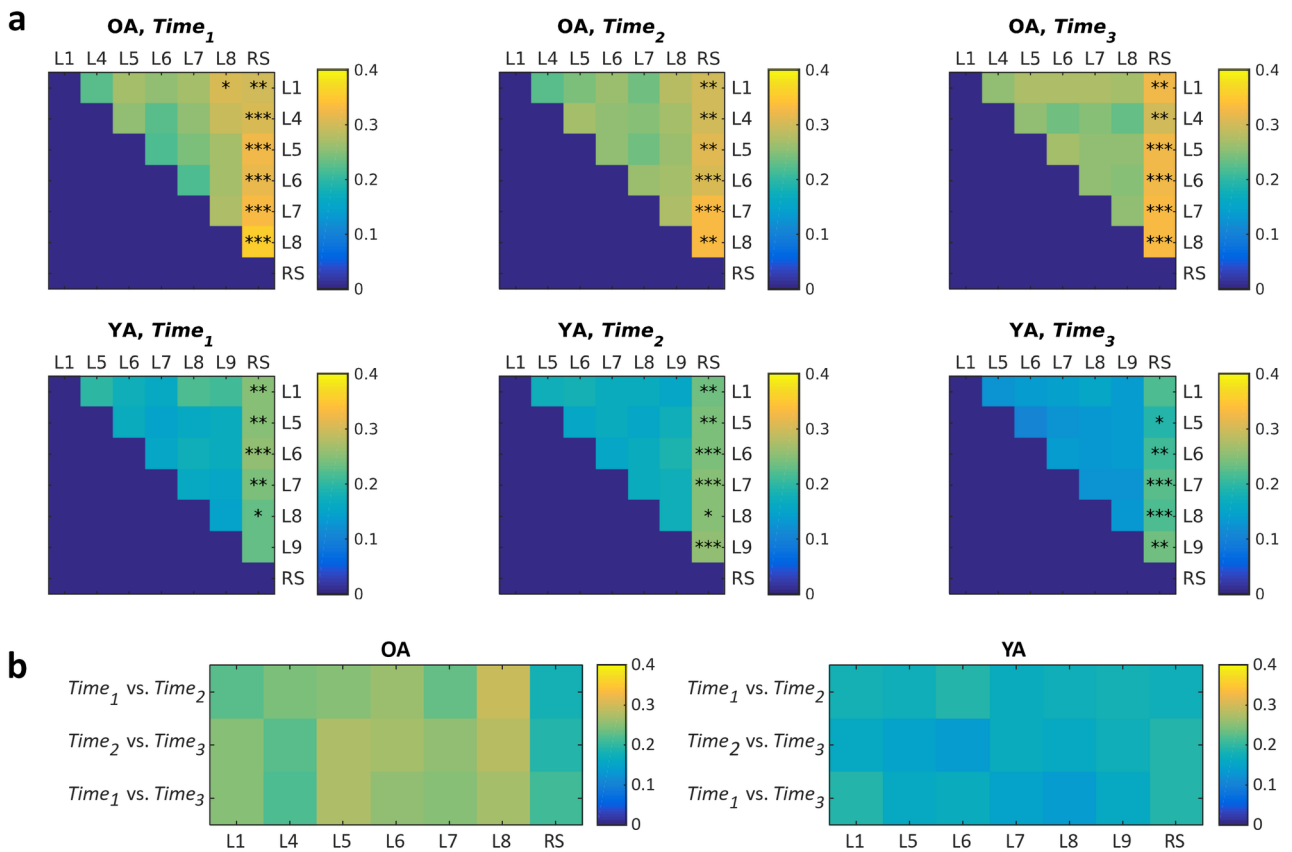 a
OA, Time1 OA, Time2 OA, Time3
L1 L4 L5 L6 L7 L8 RS L1 L4 L5 L6 L7 L8 RS L1 L4 L5 L6 L7 L8 RS
* ** L1 0.4 ** L1 0.4 ** L1 0.4
*** L4 0.3 ** L4 0.3 ** L4 0.3
*** L5 ** L5 *** L5
*** L6 0.2 *** L6 0.2 *** L6 0.2
*** L7 0.1 *** L7 0.1 *** L7 0.1
*** L8 ** L8 *** L8
RS 0 RS 0 RS 0
YA, Time1 YA, Time2 YA, Time3
L1 L5 L6 L7 L8 L9 RS L1 L5 L6 L7 L8 L9 RS L1 L5 L6 L7 L8 L9 RS
** L1 0.4 ** L1 0.4 L1 0.4
** L5 0.3 ** L5 0.3 * L5 0.3
*** L6 *** L6 ** L6
** L7 0.2 *** L7 0.2 *** L7 0.2
* L8 0.1 * L8 0.1 *** L8 0.1
L9 *** L9 ** L9
RS 0 RS 0 RS 0
b
OA YA
Time1 vs. Time2 0.4 Time1 vs. Time2 0.4
0.3 0.3
Time2 vs. Time3 0.2 Time2 vs. Time3 0.2
Time1 vs. Time3 0.1 Time1 vs. Time3 0.1
0 0
L1 L4 L5 L6 L7 L8 RS L1 L5 L6 L7 L8 L9 RS